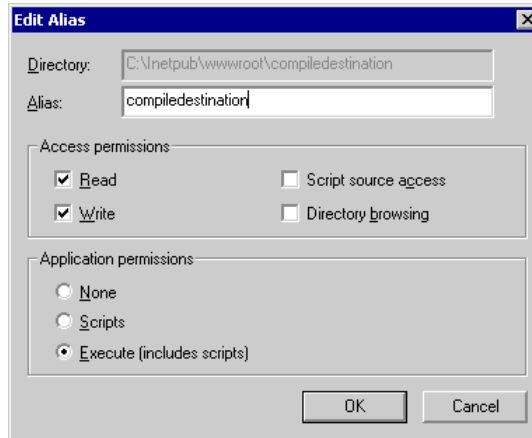 Edit Alias
Directory: C:\Inetpub\wwwroot\compiledestination
Alias: compiledestination
Access permissions
Read Script source access
Write Directory browsing
Application permissions
None
Scripts
Execute (includes scripts)
OK Cancel